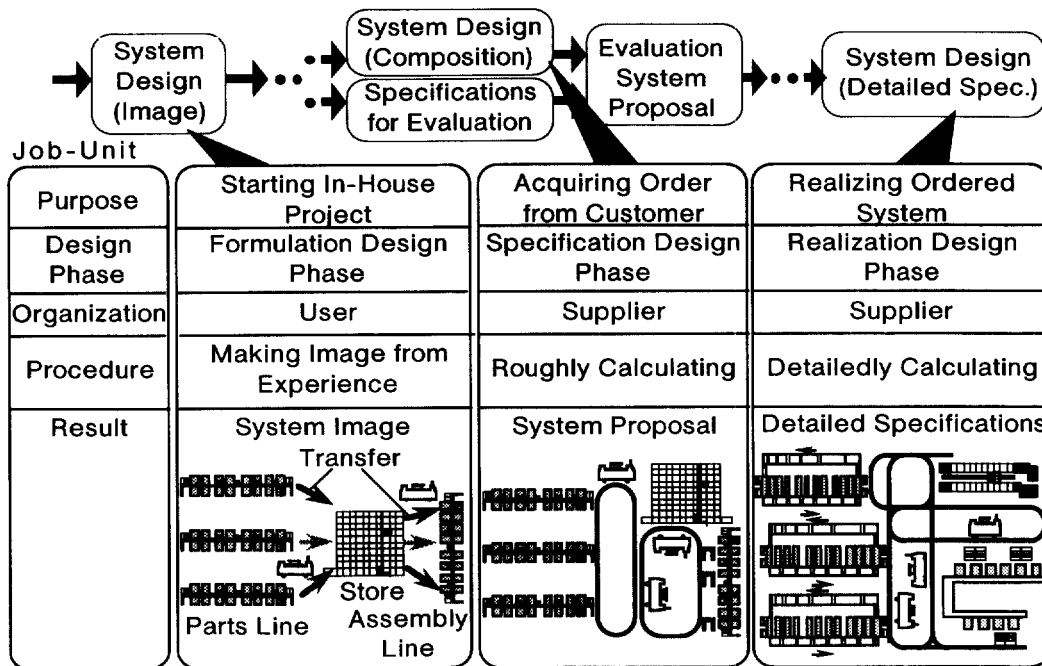 System
Design
(Image)
System Design
(Composition)
Specifications
for Evaluation
Evaluation
System
Proposal
System Design
(Detailed Spec.)
Job-Unit
Purpose
Starting In-House
Project
Acquiring Order
from Customer
Realizing Ordered
System
Design
Phase
Formulation Design
Phase
Specification Design
Phase
Realization Design
Phase
Organization
User
Supplier
Supplier
Procedure
Making Image from
Experience
Roughly Calculating
Detailedly Calculating
Result
System Image
Transfer
Store
Parts Line
Assembly
Line
System Proposal
Detailed Specifications